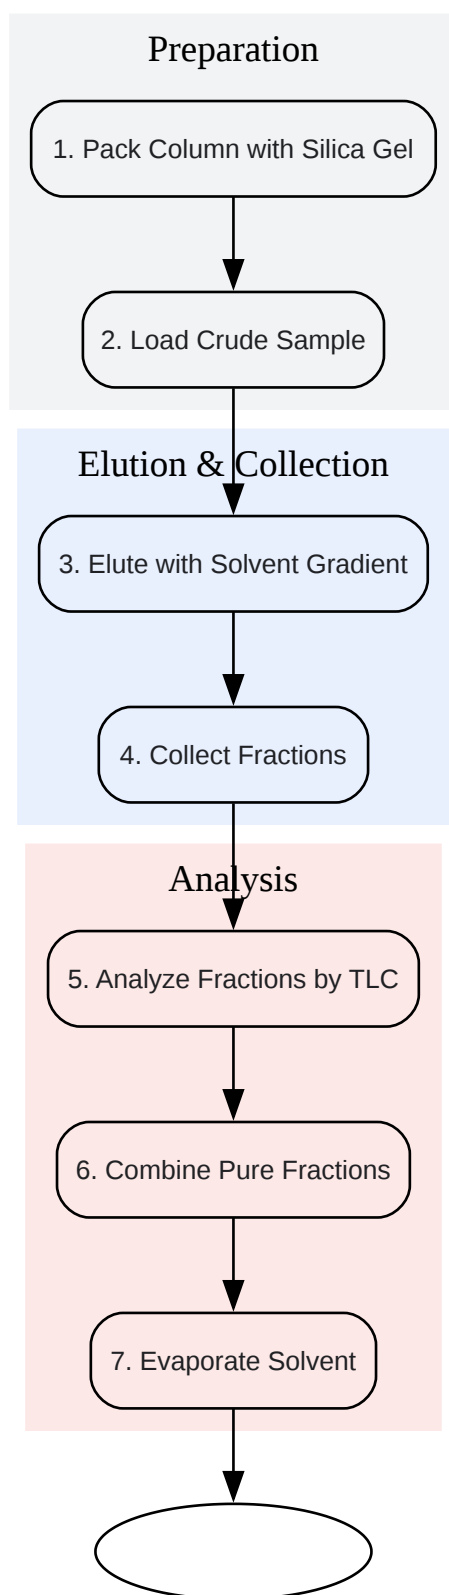 Preparation
1. Pack Column with Silica Gel
2. Load Crude Sample
Elution & Collection
3. Elute with Solvent Gradient
4. Collect Fractions
Analysis
5. Analyze Fractions by TLC
6. Combine Pure Fractions
7. Evaporate Solvent